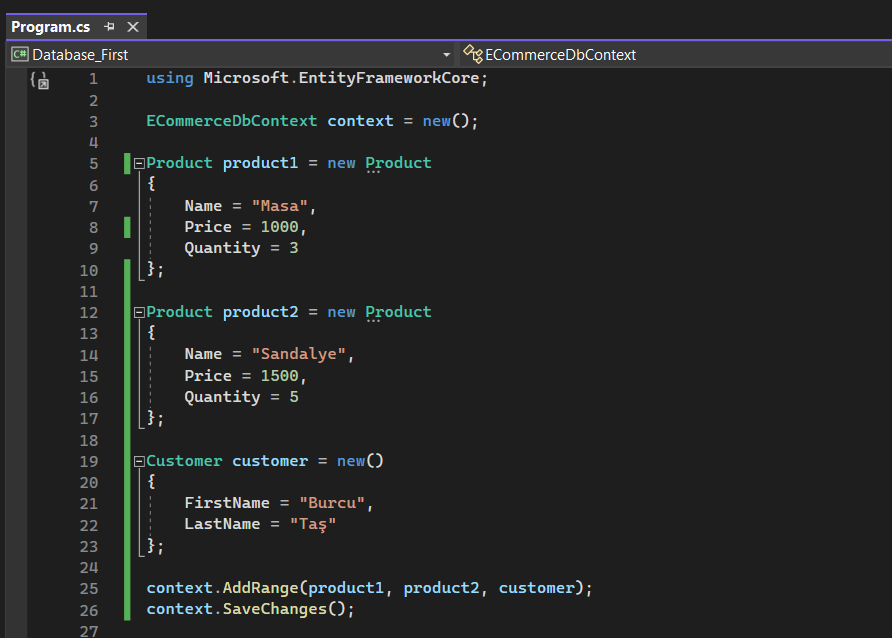 Program.cs
C# Database_First ECommerceDbContext
1 using Microsoft.EntityFrameworkCore;
2
3 ECommerceDbContext context = new();
4
5 Product product1 = new Product
6 {
7 Name = "Masa",
8 Price = 1000,
9 Quantity = 3
10 };
11
12 Product product2 = new Product
13 {
14 Name = "Sandalye",
15 Price = 1500,
16 Quantity = 5
17 };
18
19 Customer customer = new()
20 {
21 FirstName = "Burcu",
22 LastName = "Taş"
23 };
24
25 context.AddRange(product1, product2, customer);
26 context.SaveChanges();
27